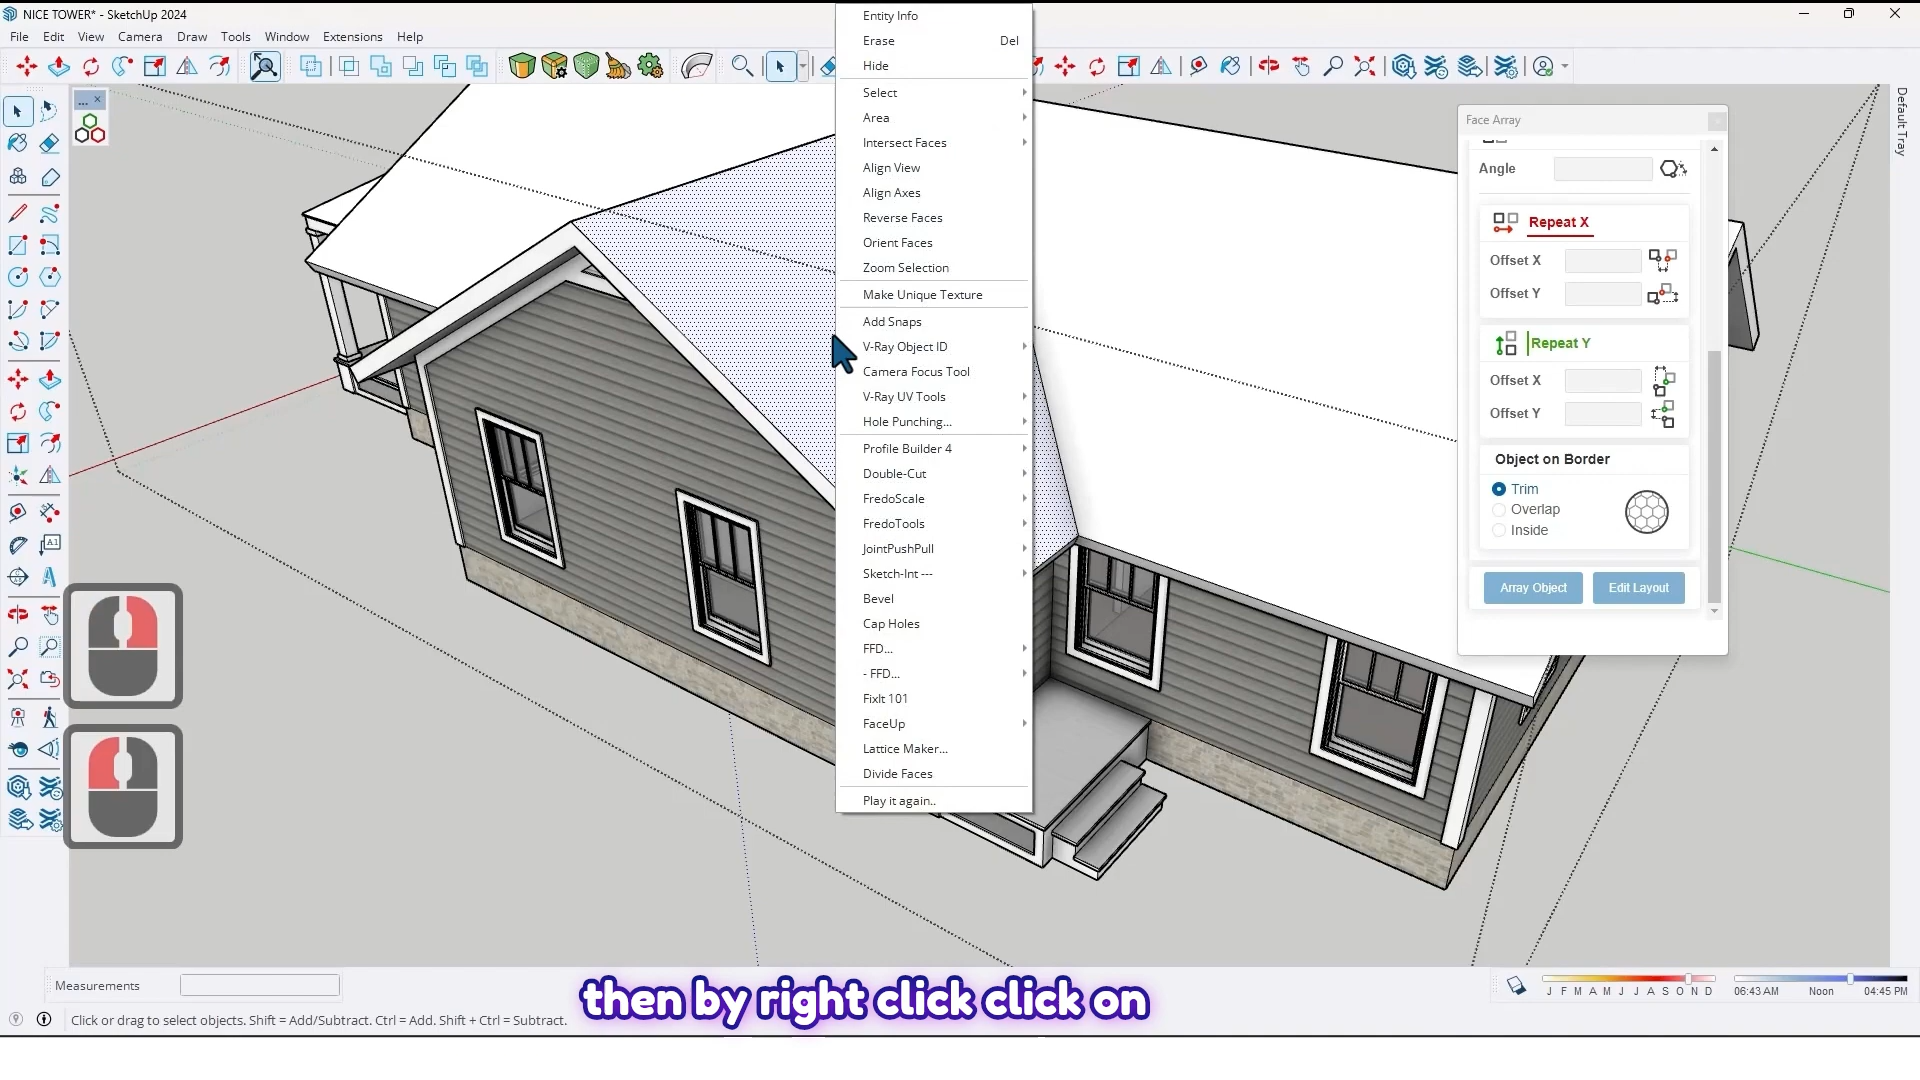 NICE TOWER* - SketchUp 2024
File Edit View Camera Draw Tools Window Extensions Help
Entity Info
Erase Del
Hide
Select
Area
Intersect Faces
Align View
Align Axes
Reverse Faces
Orient Faces
Zoom Selection
Make Unique Texture
Add Snaps
V-Ray Object ID
Camera Focus Tool
V-Ray UV Tools
Hole Punching...
Profile Builder 4
Double-Cut
FredoScale
FredoTools
JointPushPull
Sketch-Int ---
Bevel
Cap Holes
FFD...
- FFD...
FixIt 101
FaceUp
Lattice Maker...
Divide Faces
Play it again..
Face Array
Angle
Repeat X
Offset X
Offset Y
Repeat Y
Offset X
Offset Y
Object on Border
Trim
Overlap
Inside
Array Object Edit Layout
Default Tray
...
A1
Measurements
J F M A M J J A S O N D 06:43 AM Noon 04:45 PM
then by right click click on
Click or drag to select objects. Shift = Add/Subtract. Ctrl = Add. Shift + Ctrl = Subtract.